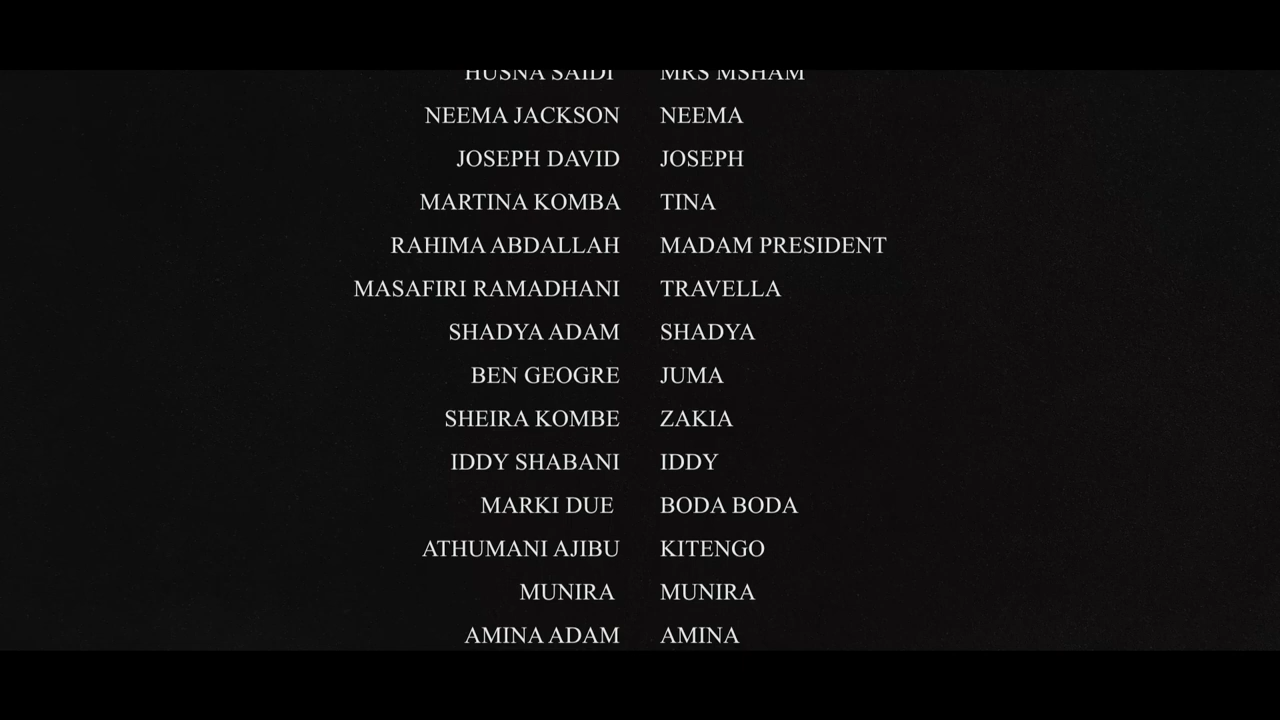 HUSNA SAIDI MRS MSHAM
NEEMA JACKSON NEEMA
JOSEPH DAVID JOSEPH
MARTINA KOMBA TINA
RAHIMA ABDALLAH MADAM PRESIDENT
MASAFIRI RAMADHANI TRAVELLA
SHADYA ADAM SHADYA
BEN GEOGRE JUMA
SHEIRA KOMBE ZAKIA
IDDY SHABANI IDDY
MARKI DUE BODA BODA
ATHUMANI AJIBU KITENGO
MUNIRA MUNIRA
AMINA ADAM AMINA